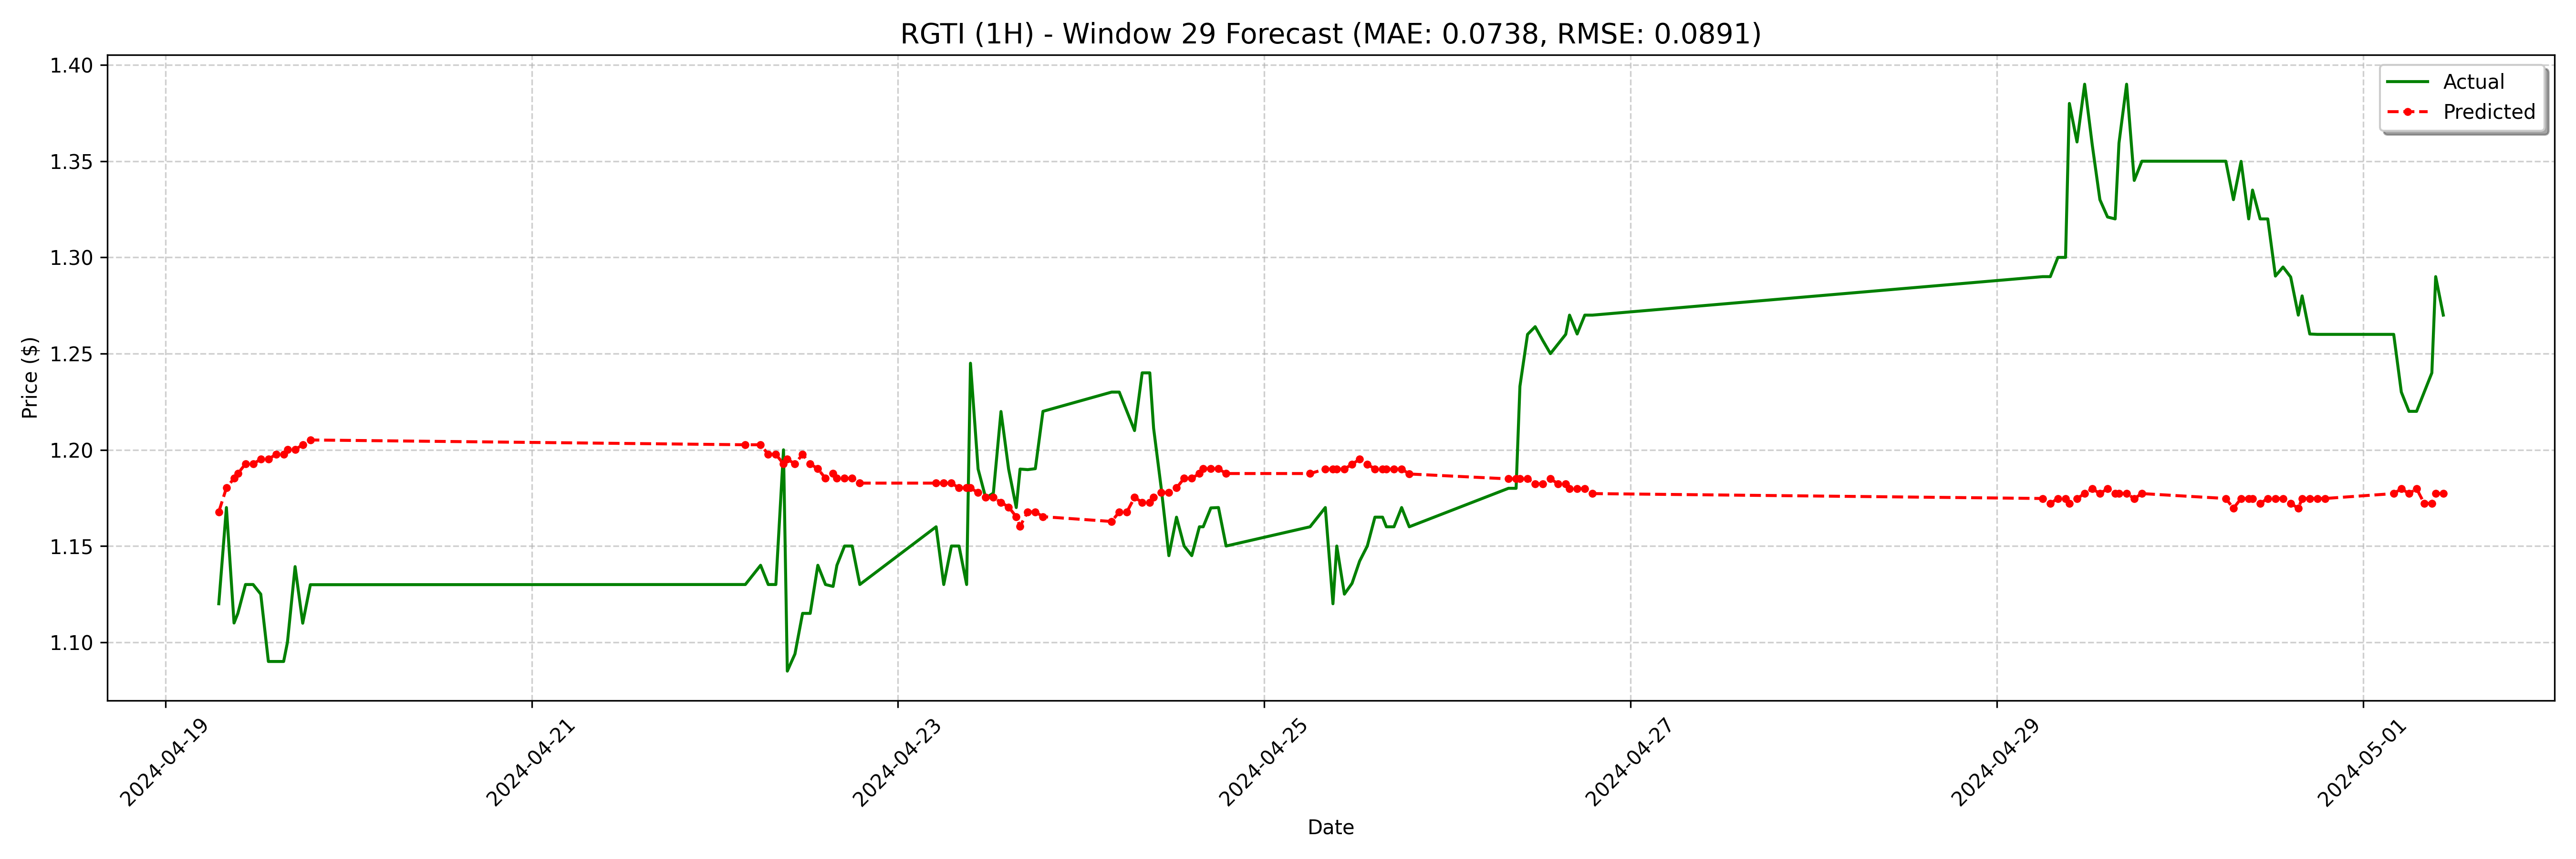 RGTI (1H) - Window 29 Forecast (MAE: 0.0738, RMSE: 0.0891)
Actual
Predicted
Price ($)
1.40
1.35
1.30
1.25
1.20
1.15
1.10
2024-04-19
2024-04-21
2024-04-23
2024-04-25
2024-04-27
2024-04-29
2024-05-01
Date